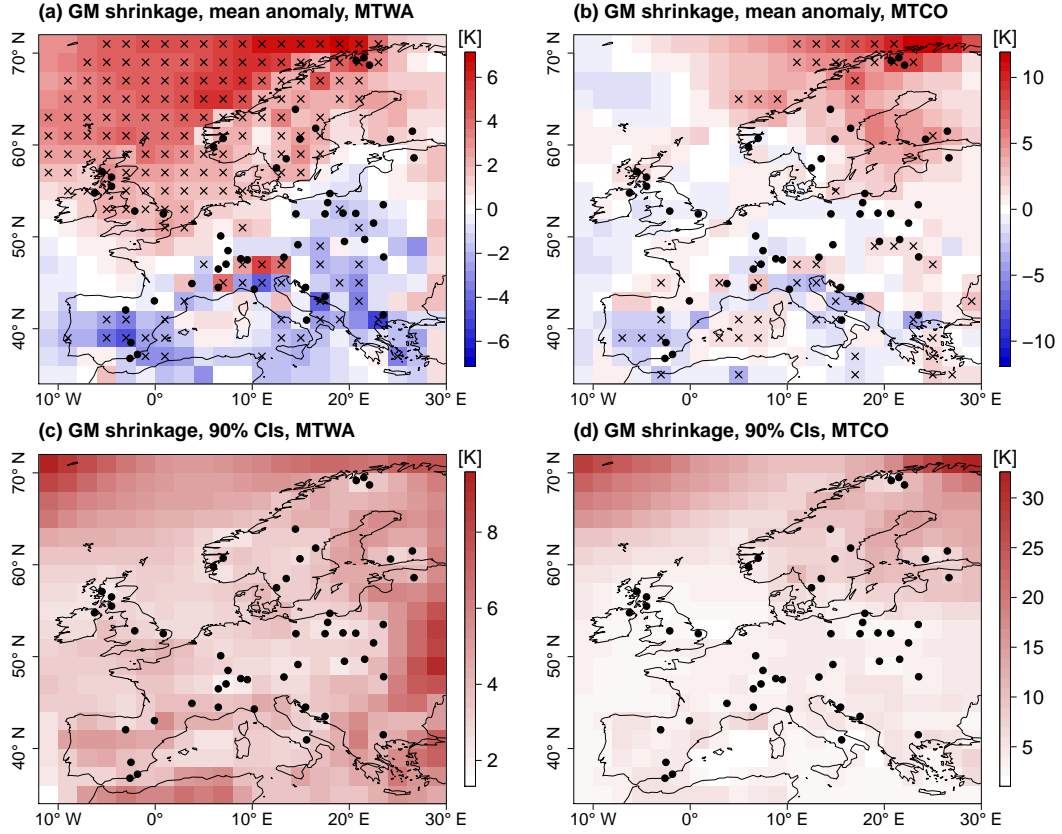 (a) GM shrinkage, mean anomaly, MTWA
(b) GM shrinkage, mean anomaly, MTCO
[K]
[K]
70° N
60° N
50° N
40° N
10° W
0°
10° E
20° E
30° E
6
4
2
0
-2
-4
-6
70° N
60° N
50° N
40° N
10° W
0°
10° E
20° E
30° E
10
5
0
-5
-10
(c) GM shrinkage, 90% CIs, MTWA
(d) GM shrinkage, 90% CIs, MTCO
[K]
[K]
70° N
60° N
50° N
40° N
10° W
0°
10° E
20° E
30° E
8
6
4
2
70° N
60° N
50° N
40° N
10° W
0°
10° E
20° E
30° E
30
25
20
15
10
5